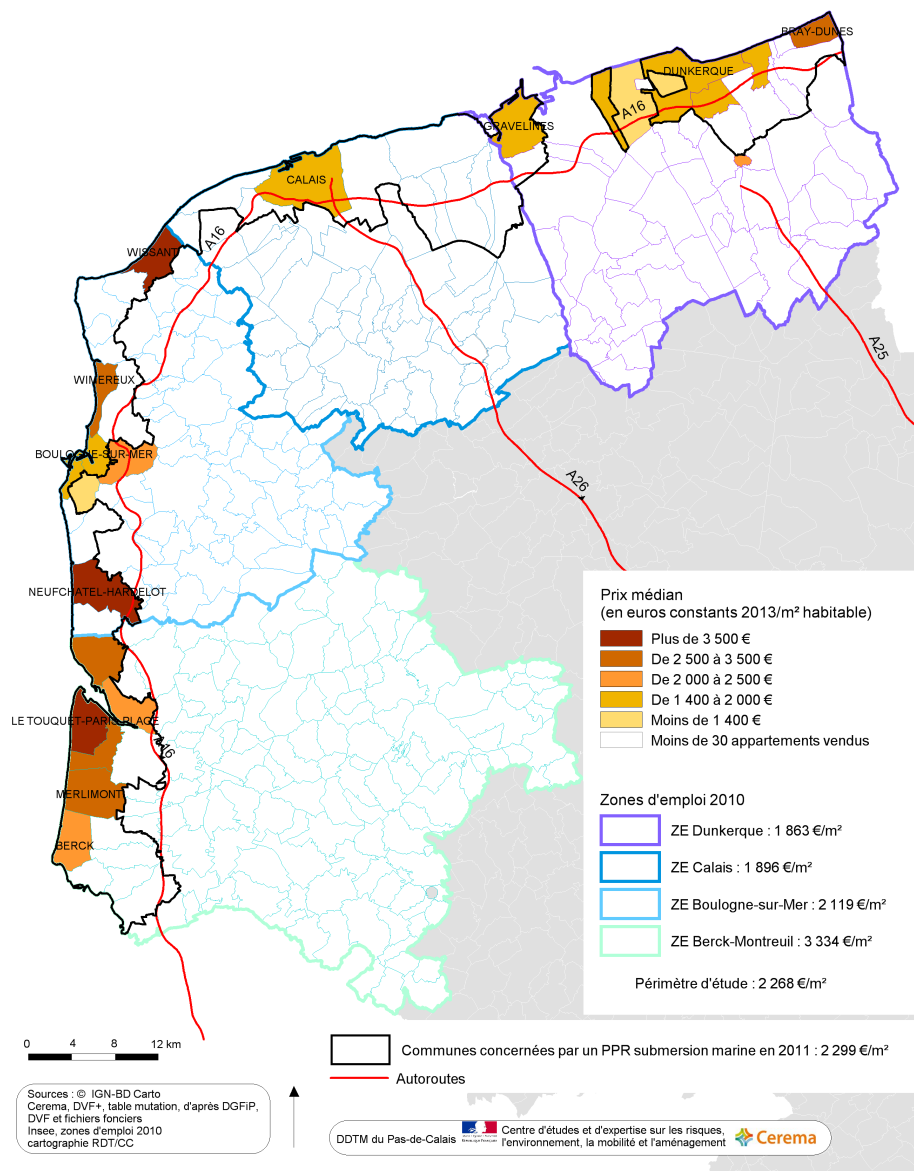 BRAY-DUNES
DUNKERQUE
A16
GRAVELINES
CALAIS
A16
WISSANT
A25
WIMEREUX
BOULOGNE-SUR-MER
A26
NEUFCHATEL-HARDELOT
LE TOUQUET-PARIS-PLAGE
A16
MERLIMONT
BERCK
Prix médian
(en euros constants 2013/m² habitable)
Plus de 3 500 €
De 2 500 à 3 500 €
De 2 000 à 2 500 €
De 1 400 à 2 000 €
Moins de 1 400 €
Moins de 30 appartements vendus
Zones d'emploi 2010
ZE Dunkerque : 1 863 €/m²
ZE Calais : 1 896 €/m²
ZE Boulogne-sur-Mer : 2 119 €/m²
ZE Berck-Montreuil : 3 334 €/m²
Périmètre d'étude : 2 268 €/m²
0 4 8 12 km
Communes concernées par un PPR submersion marine en 2011 : 2 299 €/m²
Autoroutes
Sources : © IGN-BD Carto
Cerema, DVF+, table mutation, d'après DGFiP,
DVF et fichiers fonciers
Insee, zones d'emploi 2010
cartographie RDT/CC
DDTM du Pas-de-Calais
Centre d'études et d'expertise sur les risques,
l'environnement, la mobilité et l'aménagement
Cerema